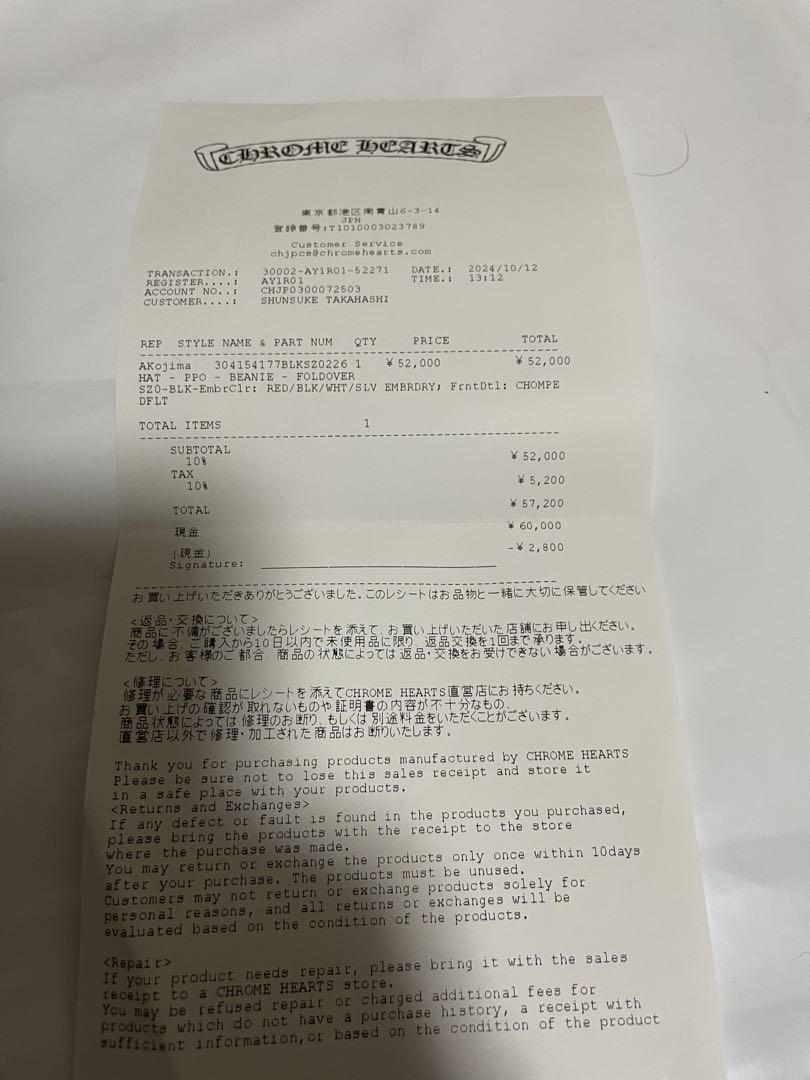 CHROME HEARTS
東京都港区南青山6-3-14
JPN
登録番号:T1010003023789
Customer Service
chjpcs@chromehearts.com
TRANSACTION.: 30002-AY1R01-52271 DATE.: 2024/10/12
REGISTER....: AY1R01 TIME.: 13:12
ACCOUNT NO..: CHJP0300072503
CUSTOMER....: SHUNSUKE TAKAHASHI
REP STYLE NAME & PART NUM QTY PRICE TOTAL
AKojima 304154177BLKSZ0226 1 ¥52,000 ¥52,000
HAT - PPO - BEANIE - FOLDOVER
SZ0-BLK-EmbrClr: RED/BLK/WHT/SLV EMBRDRY; FrntDtl: CHOMPE
DFLT
TOTAL ITEMS 1
SUBTOTAL
10% ¥52,000
TAX
10% ¥5,200
TOTAL ¥57,200
現金 ¥60,000
(現金) -¥2,800
Signature:
お買い上げいただきありがとうございました。このレシートはお品物と一緒に大切に保管してください
<返品・交換について>
商品に不備がございましたらレシートを添えて、お買い上げいただいた店舗にお申し出ください。
その場合、ご購入から10日以内で未使用品に限り、返品交換を1回まで承ります。
ただし、お客様のご都合、商品の状態によっては返品・交換をお受けできない場合がございます。
<修理について>
修理が必要な商品にレシートを添えてCHROME HEARTS直営店にお持ちください。
お買い上げの確認が取れないものや証明書の内容が不十分なもの、
商品状態によっては修理のお断り、もしくは別途料金をいただくことがございます。
直営店以外で修理・加工された商品はお断りいたします。
Thank you for purchasing products manufactured by CHROME HEARTS
Please be sure not to lose this sales receipt and store it
in a safe place with your products.
<Returns and Exchanges>
If any defect or fault is found in the products you purchased,
please bring the products with the receipt to the store
where the purchase was made.
You may return or exchange the products only once within 10days
after your purchase. The products must be unused.
Customers may not return or exchange products solely for
personal reasons, and all returns or exchanges will be
evaluated based on the condition of the products.
<Repair>
If your product needs repair, please bring it with the sales
receipt to a CHROME HEARTS store.
You may be refused repair or charged additional fees for
products which do not have a purchase history, a receipt with
sufficient information,or based on the condition of the product